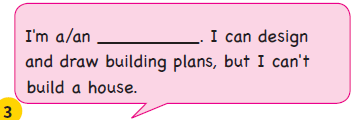 I'm a/an __________. I can design
and draw building plans, but I can't
build a house.
3